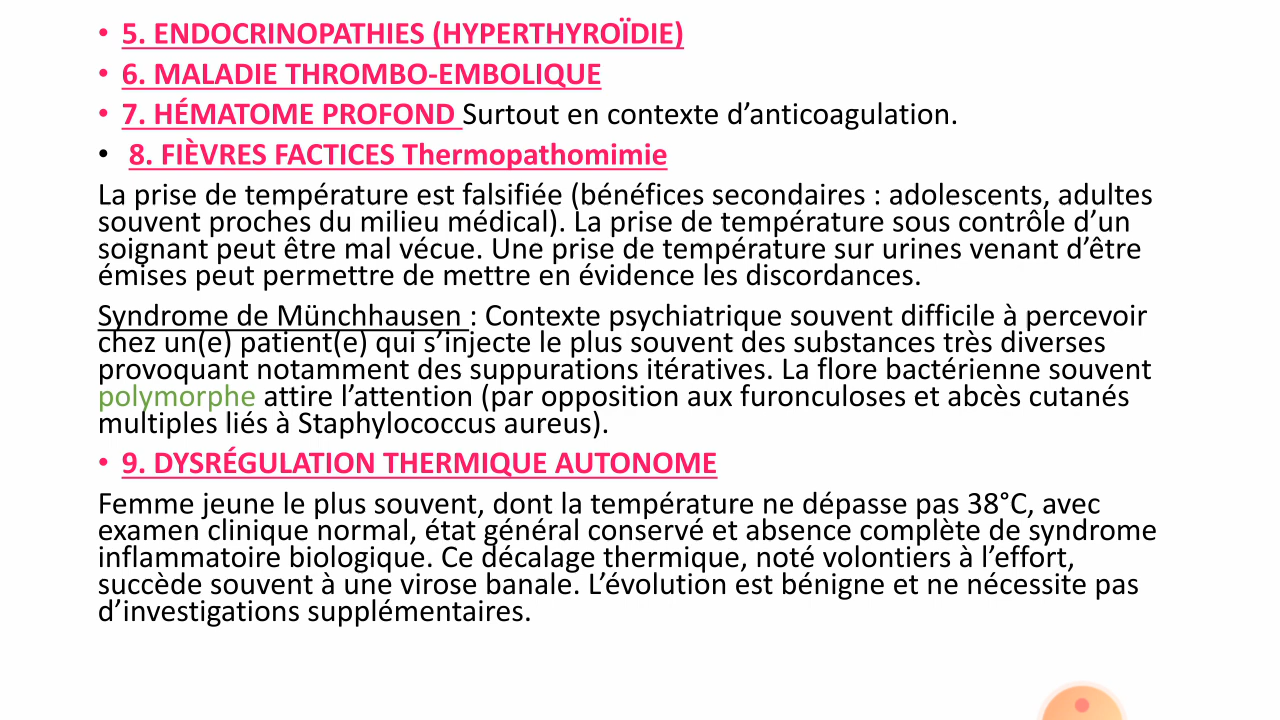 • 5. ENDOCRINOPATHIES (HYPERTHYROÏDIE)
• 6. MALADIE THROMBO-EMBOLIQUE
• 7. HÉMATOME PROFOND Surtout en contexte d’anticoagulation.
• 8. FIÈVRES FACTICES Thermopathomimie
La prise de température est falsifiée (bénéfices secondaires : adolescents, adultes
souvent proches du milieu médical). La prise de température sous contrôle d’un
soignant peut être mal vécue. Une prise de température sur urines venant d’être
émises peut permettre de mettre en évidence les discordances.
Syndrome de Münchhausen : Contexte psychiatrique souvent difficile à percevoir
chez un(e) patient(e) qui s’injecte le plus souvent des substances très diverses
provoquant notamment des suppurations itératives. La flore bactérienne souvent
polymorphe attire l’attention (par opposition aux furonculoses et abcès cutanés
multiples liés à Staphylococcus aureus).
• 9. DYSRÉGULATION THERMIQUE AUTONOME
Femme jeune le plus souvent, dont la température ne dépasse pas 38°C, avec
examen clinique normal, état général conservé et absence complète de syndrome
inflammatoire biologique. Ce décalage thermique, noté volontiers à l’effort,
succède souvent à une virose banale. L’évolution est bénigne et ne nécessite pas
d’investigations supplémentaires.